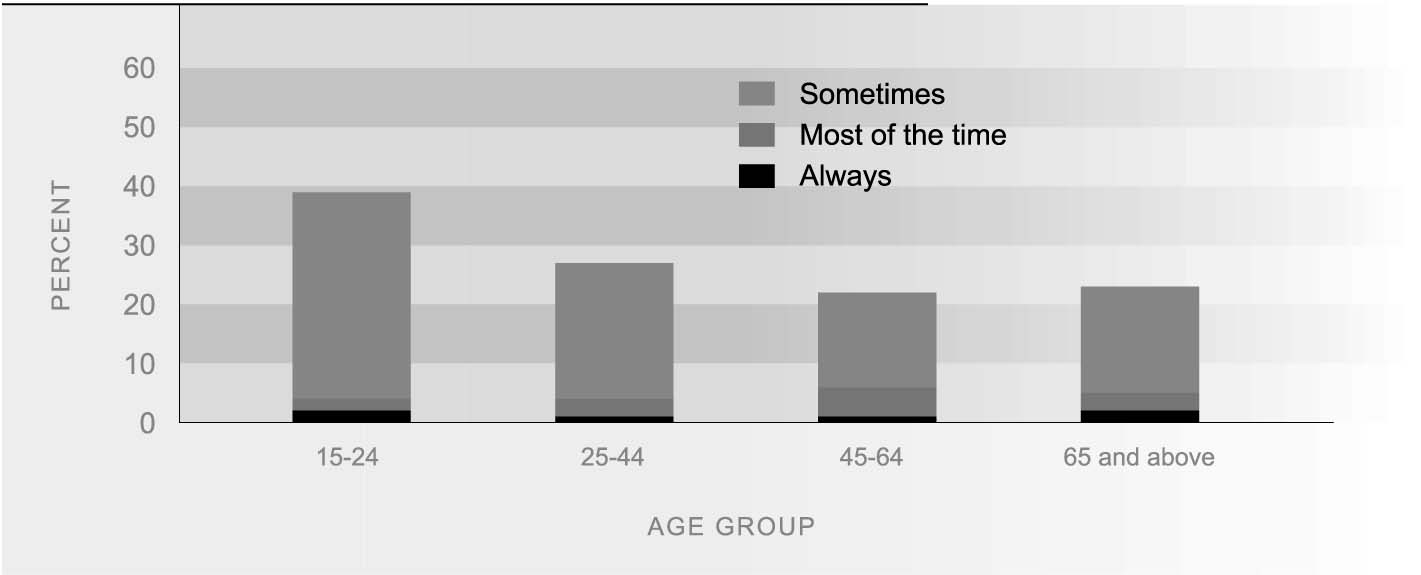 60
50
40
30
20
10
0
PERCENT
Sometimes
Most of the time
Always
15-24
25-44
45-64
65 and above
AGE GROUP